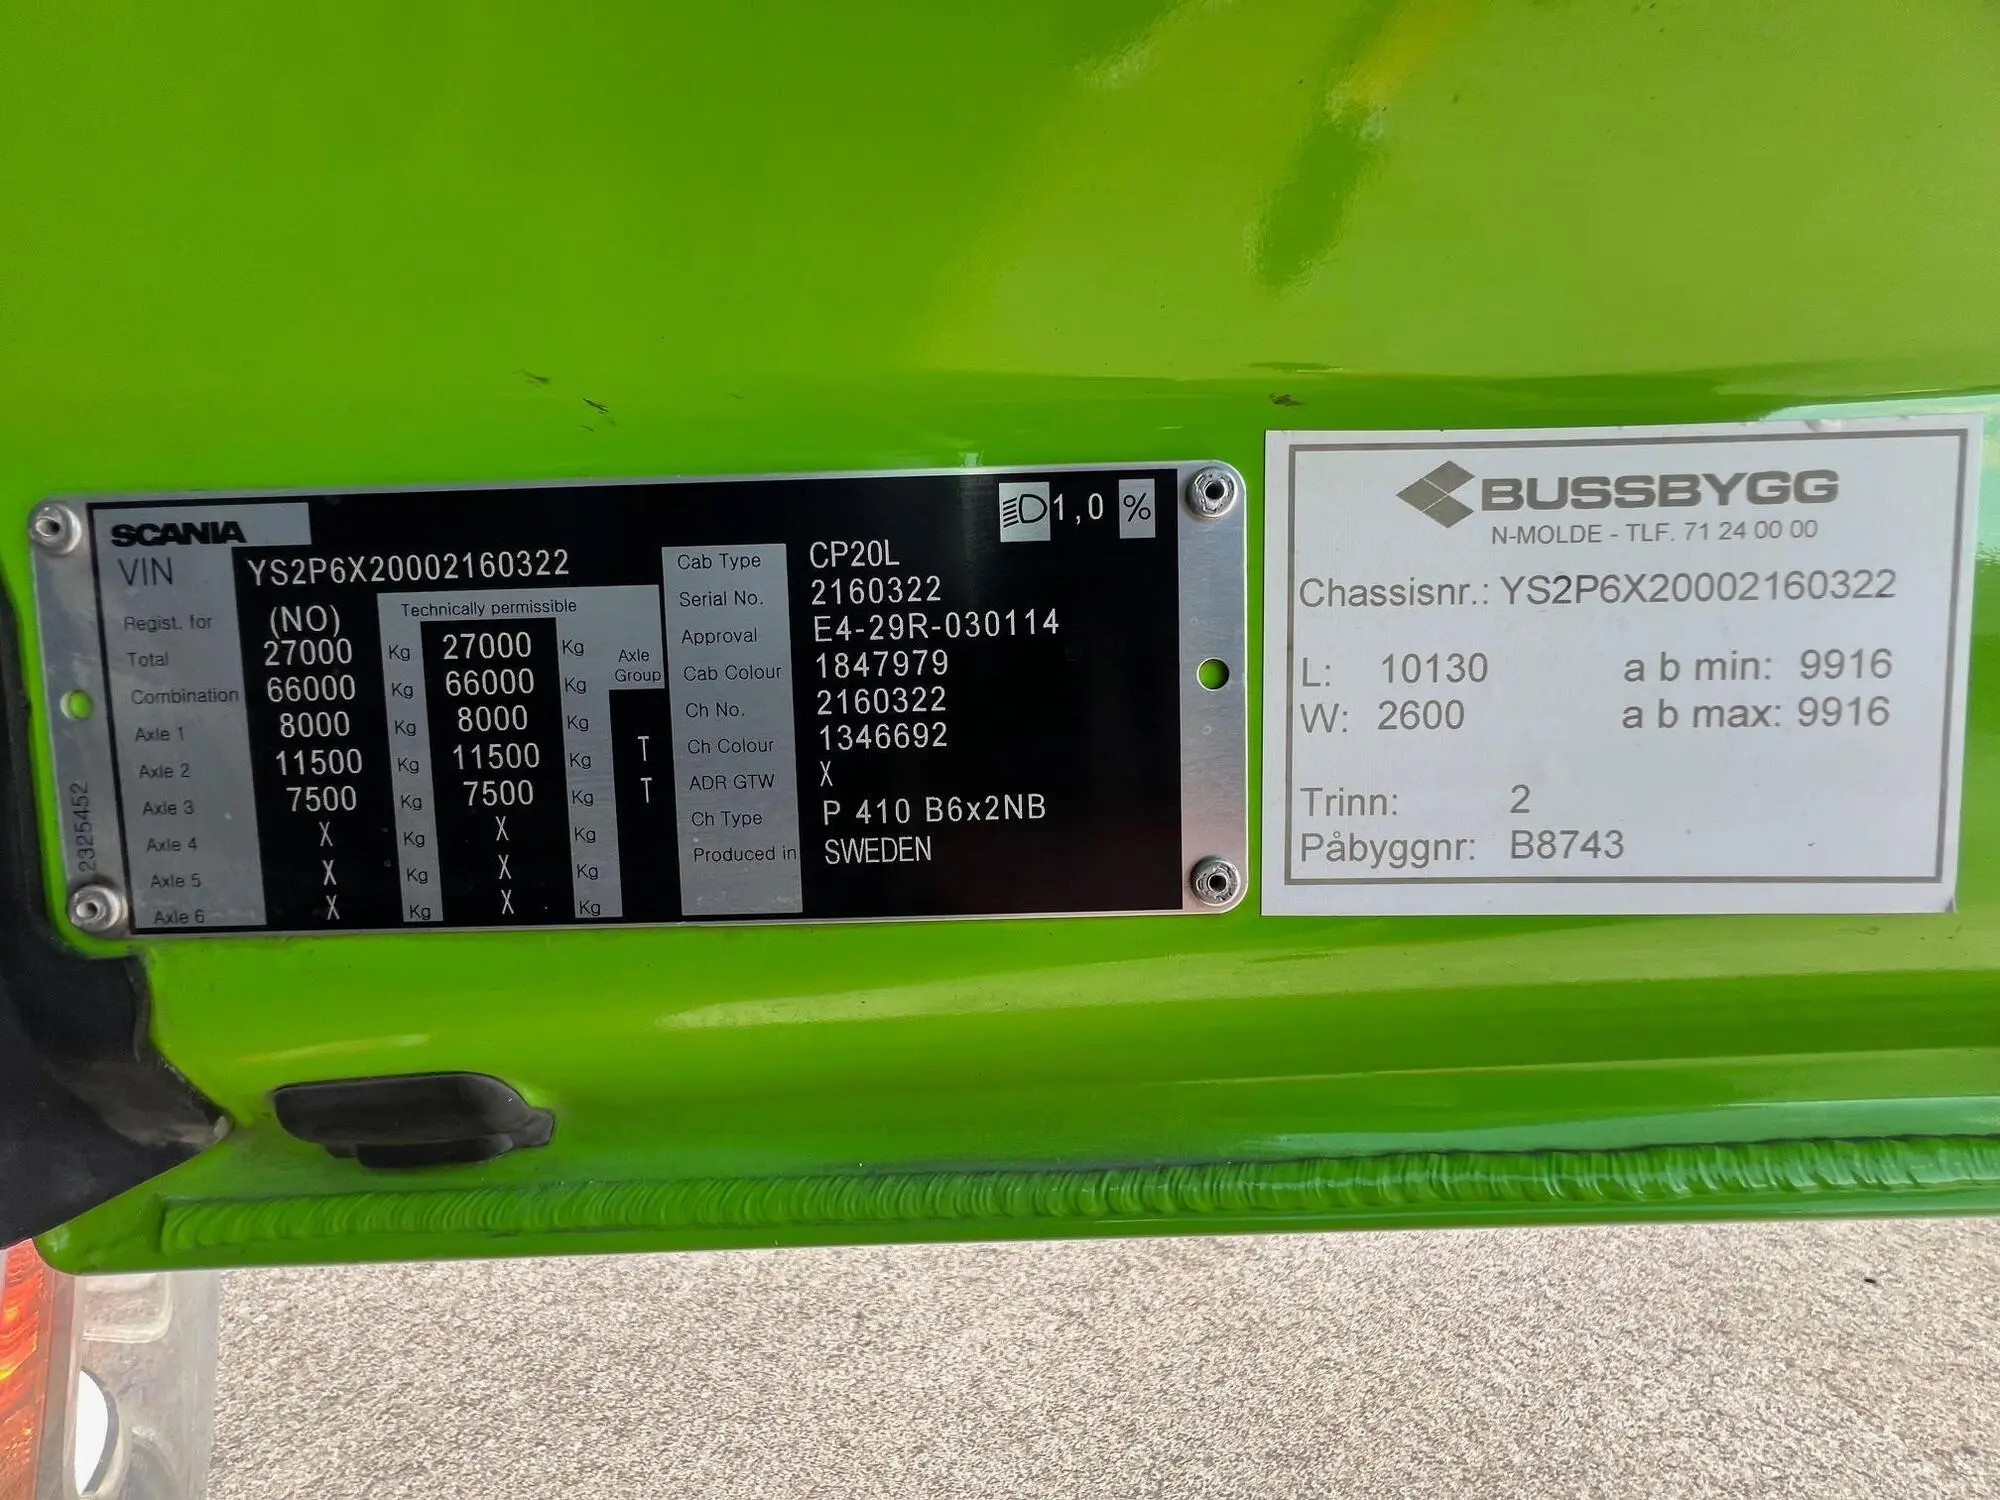 SCANIA
1,0 %
VIN YS2P6X20002160322
Regist. for (NO) Technically permissible
Total 27000 Kg 27000 Kg
Combination 66000 Kg 66000 Kg Axle Group
Axle 1 8000 Kg 8000 Kg
Axle 2 11500 Kg 11500 Kg T
Axle 3 7500 Kg 7500 Kg T
Axle 4 X Kg X Kg
Axle 5 X Kg X Kg
Axle 6 X Kg X Kg
2325452
Cab Type CP20L
Serial No. 2160322
Approval E4-29R-030114
Cab Colour 1847979
Ch No. 2160322
Ch Colour 1346692
ADR GTW X
Ch Type P 410 B6x2NB
Produced in SWEDEN
BUSSBYGG
N-MOLDE - TLF. 71 24 00 00
Chassisnr.: YS2P6X20002160322
L: 10130 a b min: 9916
W: 2600 a b max: 9916
Trinn: 2
Påbyggnr: B8743